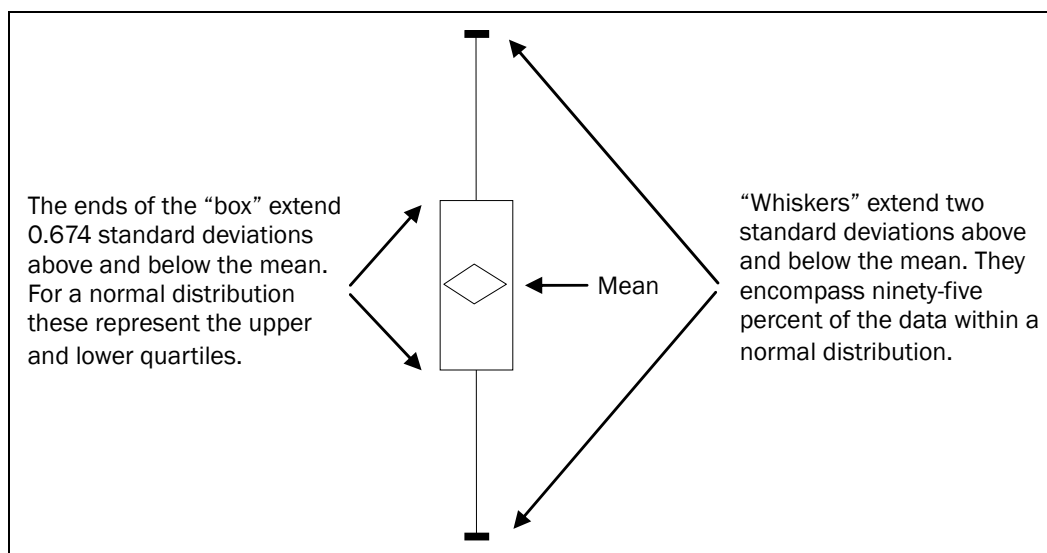 The ends of the “box” extend
0.674 standard deviations
above and below the mean.
For a normal distribution
these represent the upper
and lower quartiles.
Mean
“Whiskers” extend two
standard deviations above
and below the mean. They
encompass ninety-five
percent of the data within a
normal distribution.